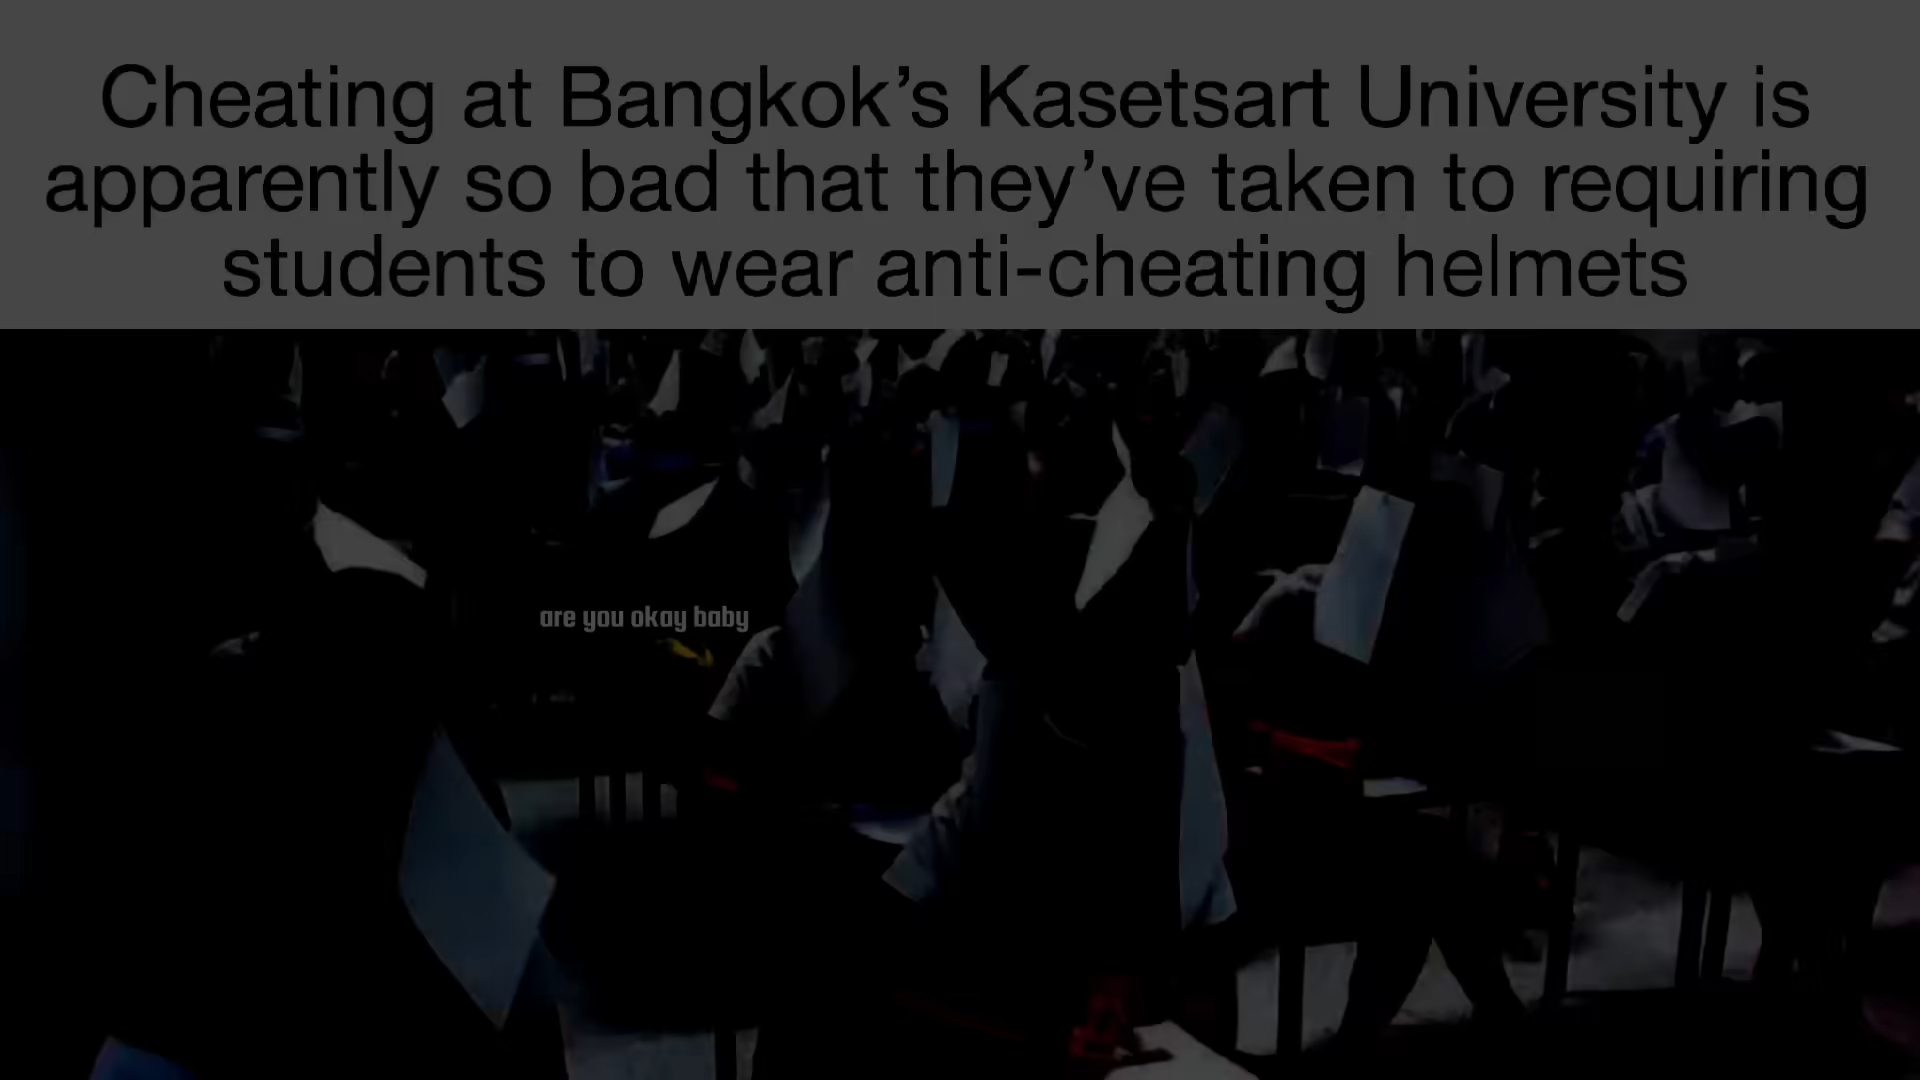 Cheating at Bangkok’s Kasetsart University is
apparently so bad that they’ve taken to requiring
students to wear anti-cheating helmets
are you okay baby